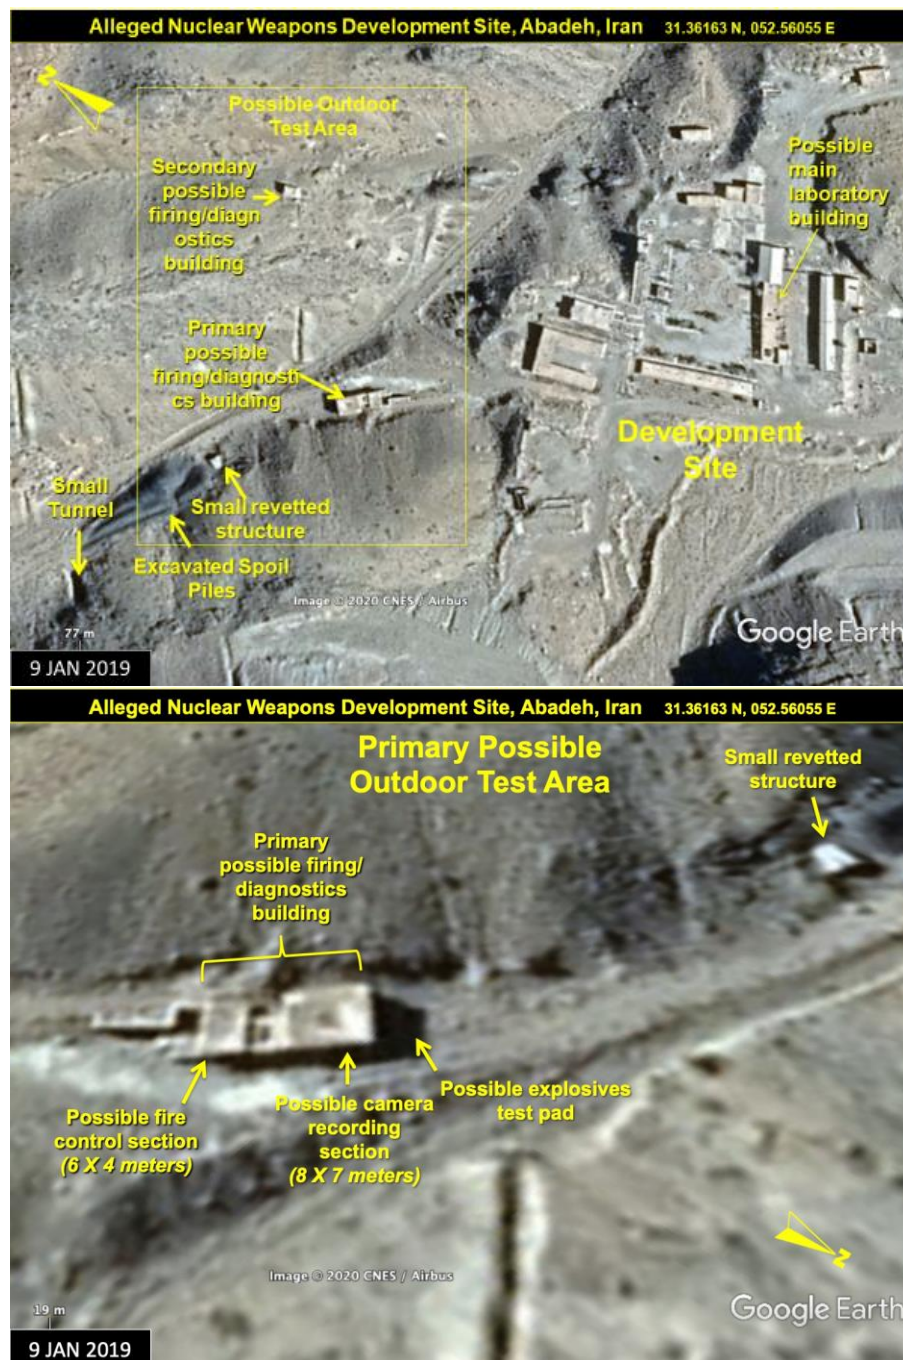 Alleged Nuclear Weapons Development Site, Abadeh, Iran 31.36163 N, 052.56055 E
N
Possible Outdoor
Test Area
Secondary
possible
firing/diagn
ostics
building
Possible
main
laboratory
building
Primary
possible
firing/diagnosti
cs building
Development
Site
Small
Tunnel
Small revetted
structure
Excavated Spoil
Piles
Image © 2020 CNES / Airbus
77 m
Google Earth
9 JAN 2019
Alleged Nuclear Weapons Development Site, Abadeh, Iran 31.36163 N, 052.56055 E
Primary Possible
Outdoor Test Area
Small revetted
structure
Primary
possible firing/
diagnostics
building
Possible fire
control section
(6 X 4 meters)
Possible camera
recording
section
(8 X 7 meters)
Possible explosives
test pad
N
Image © 2020 CNES / Airbus
19 m
Google Earth
9 JAN 2019